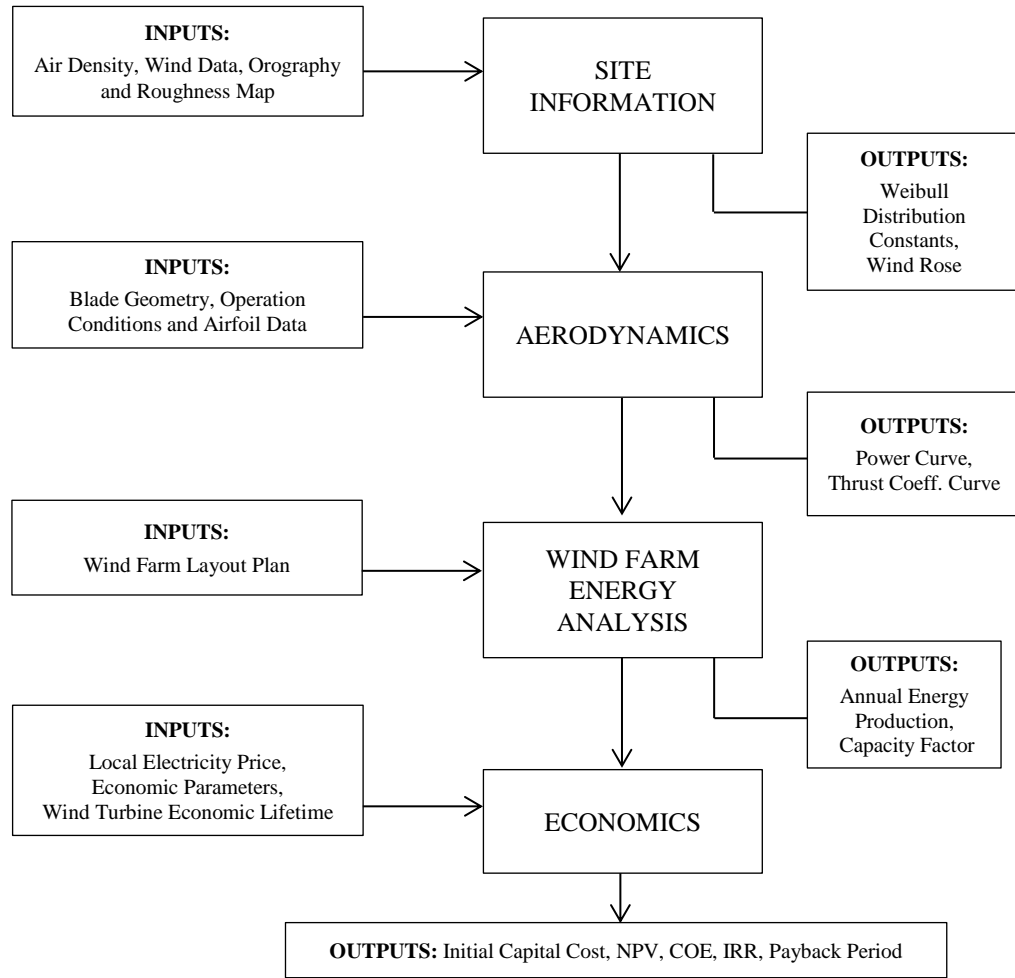 INPUTS:
Air Density, Wind Data, Orography
and Roughness Map
SITE
INFORMATION
OUTPUTS:
Weibull
Distribution
Constants,
Wind Rose
INPUTS:
Blade Geometry, Operation
Conditions and Airfoil Data
AERODYNAMICS
OUTPUTS:
Power Curve,
Thrust Coeff. Curve
INPUTS:
Wind Farm Layout Plan
WIND FARM
ENERGY
ANALYSIS
OUTPUTS:
Annual Energy
Production,
Capacity Factor
INPUTS:
Local Electricity Price,
Economic Parameters,
Wind Turbine Economic Lifetime
ECONOMICS
OUTPUTS: Initial Capital Cost, NPV, COE, IRR, Payback Period